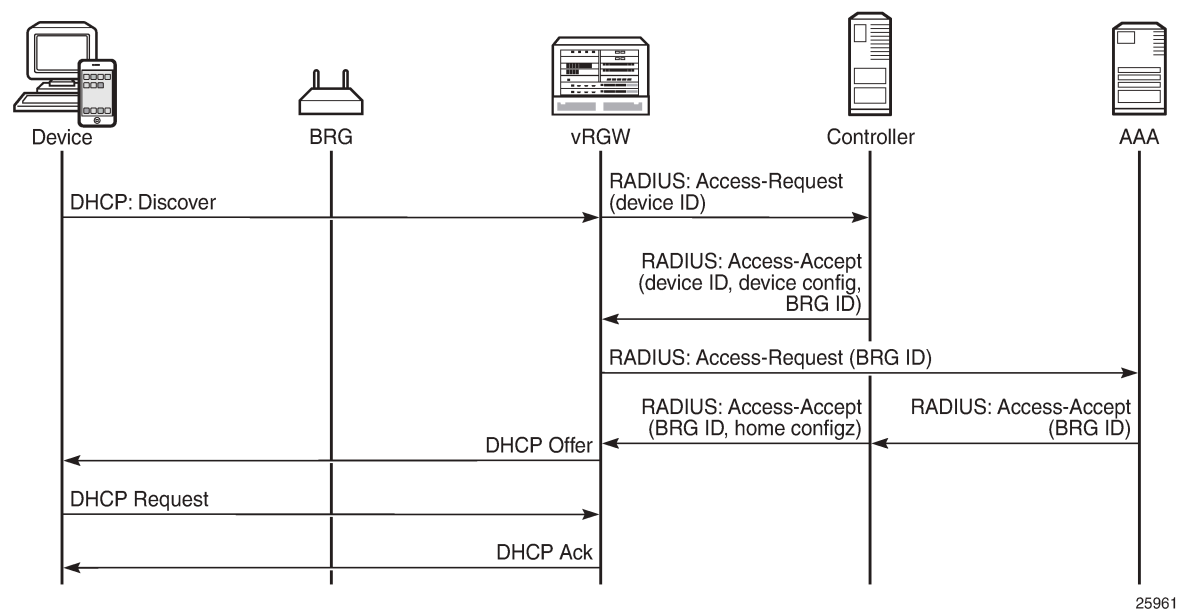 Device
BRG
vRGW
Controller
AAA
DHCP: Discover
RADIUS: Access-Request
(device ID)
RADIUS: Access-Accept
(device ID, device config,
BRG ID)
RADIUS: Access-Request (BRG ID)
RADIUS: Access-Accept
(BRG ID, home configz)
RADIUS: Access-Accept
(BRG ID)
DHCP Offer
DHCP Request
DHCP Ack
25961